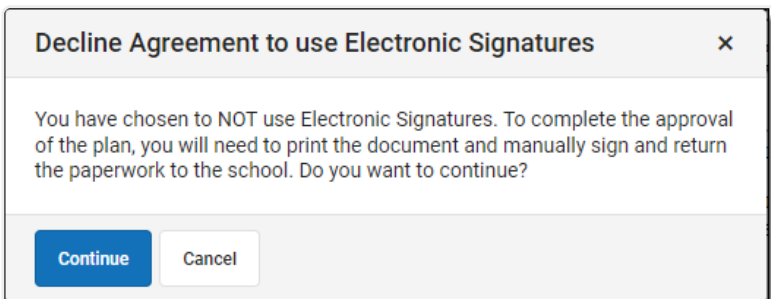 Decline Agreement to use Electronic Signatures ×
You have chosen to NOT use Electronic Signatures. To complete the approval
of the plan, you will need to print the document and manually sign and return
the paperwork to the school. Do you want to continue?
Continue Cancel